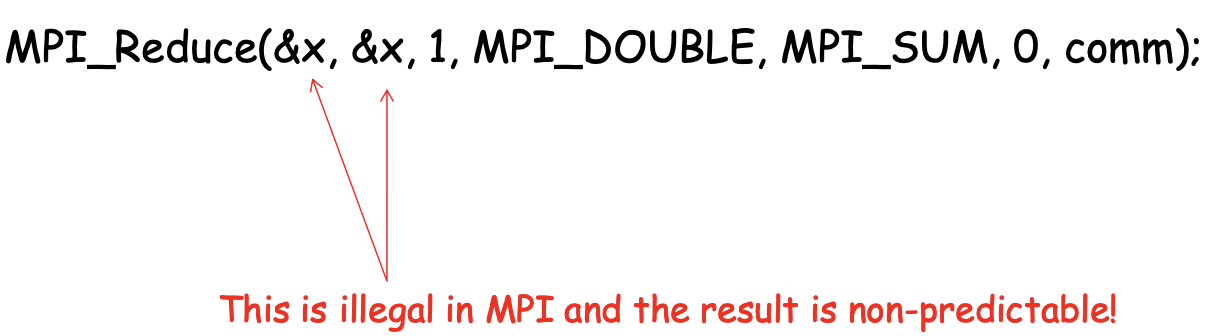 MPI_Reduce(&x, &x, 1, MPI_DOUBLE, MPI_SUM, 0, comm);
This is illegal in MPI and the result is non-predictable!